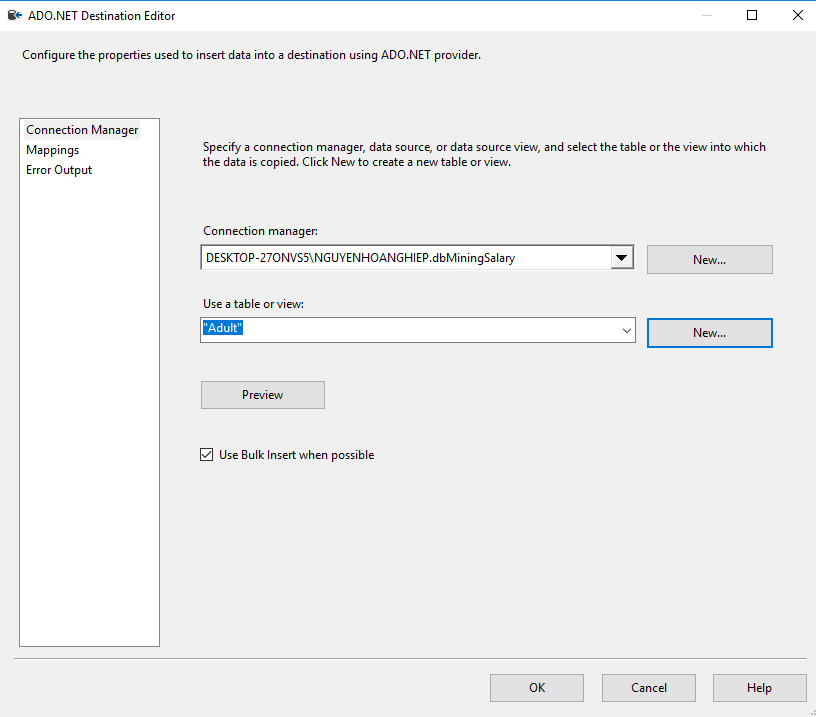 ADO.NET Destination Editor
Configure the properties used to insert data into a destination using ADO.NET provider.
Connection Manager
Mappings
Error Output
Specify a connection manager, data source, or data source view, and select the table or the view into which
the data is copied. Click New to create a new table or view.
Connection manager:
DESKTOP-27ONVS5\NGUYENHOANGHIEP.dbMiningSalary
New...
Use a table or view:
"Adult"
New...
Preview
Use Bulk Insert when possible
OK
Cancel
Help